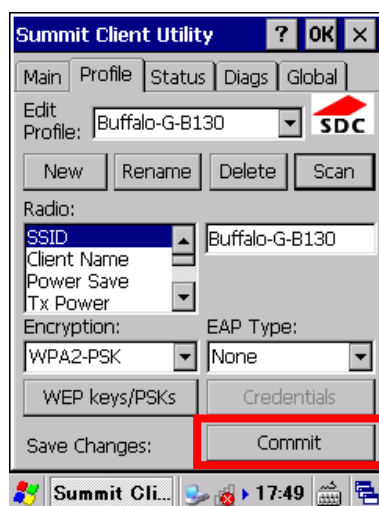 Summit Client Utility ? OK ×
Main Profile Status Diags Global
Edit
Profile: Buffalo-G-B130 SDC
New Rename Delete Scan
Radio:
SSID Buffalo-G-B130
Client Name
Power Save
Tx Power
Encryption: EAP Type:
WPA2-PSK None
WEP keys/PSKs Credentials
Save Changes: Commit
Summit Cli... 17:49